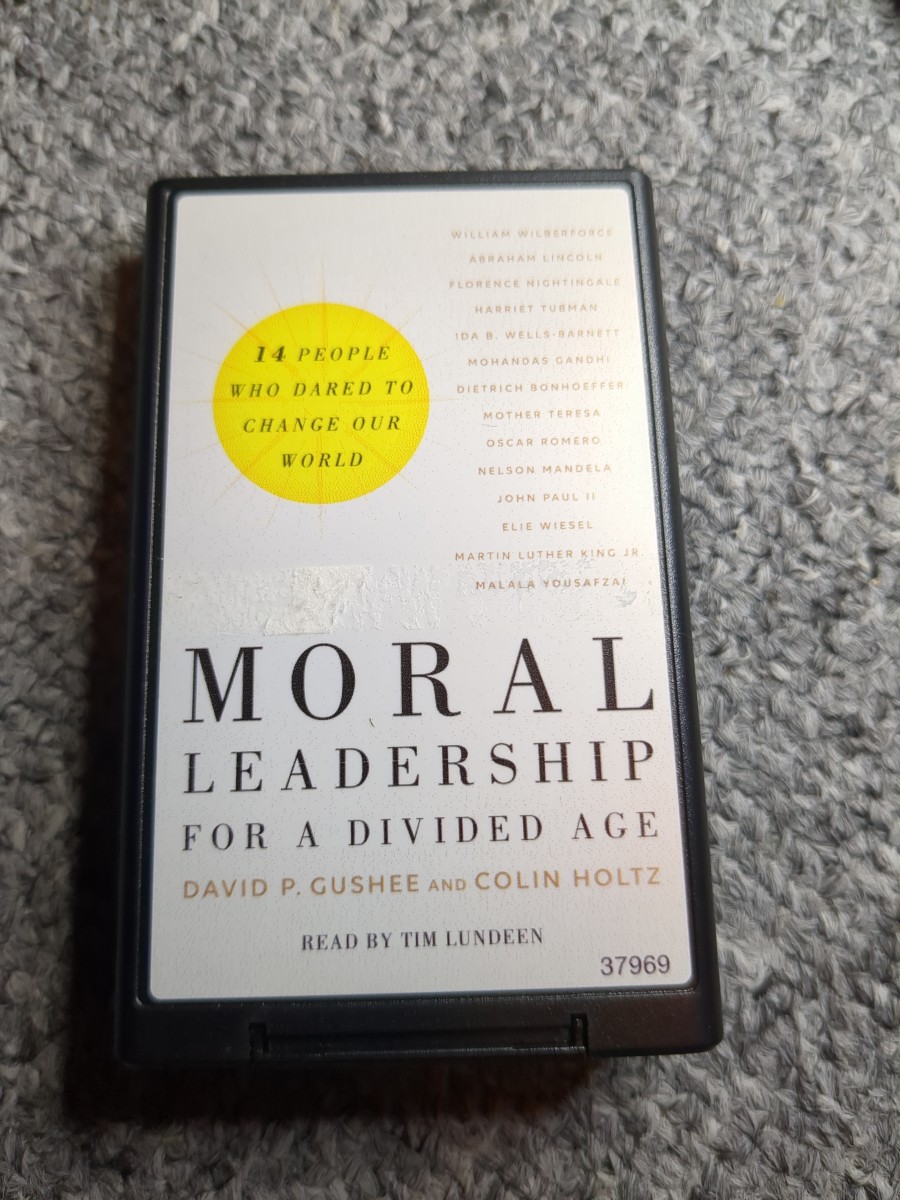 WILLIAM WILBERFORCE
ABRAHAM LINCOLN
FLORENCE NIGHTINGALE
HARRIET TUBMAN
IDA B. WELLS-BARNETT
MOHANDAS GANDHI
DIETRICH BONHOEFFER
MOTHER TERESA
OSCAR ROMERO
NELSON MANDELA
JOHN PAUL II
ELIE WIESEL
MARTIN LUTHER KING JR.
MALALA YOUSAFZAI
14 PEOPLE
WHO DARED TO
CHANGE OUR
WORLD
MORAL
LEADERSHIP
FOR A DIVIDED AGE
DAVID P. GUSHEE AND COLIN HOLTZ
READ BY TIM LUNDEEN
37969